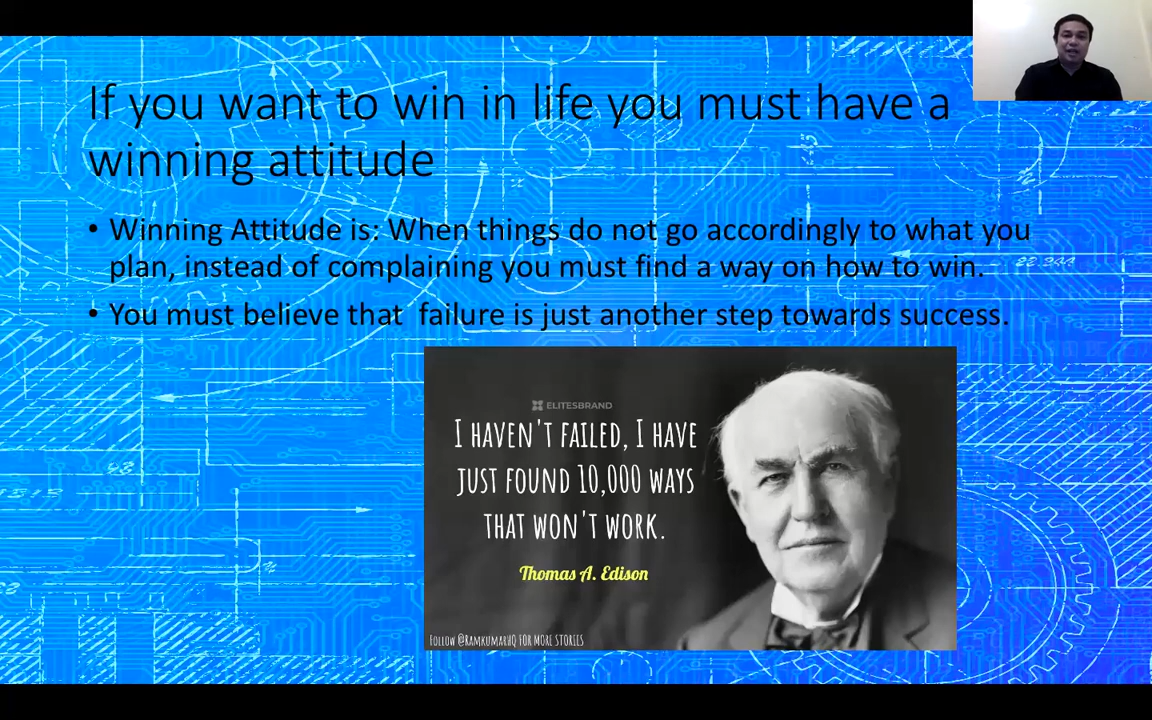 If you want to win in life you must have a
winning attitude
• Winning Attitude is: When things do not go accordingly to what you
plan, instead of complaining you must find a way on how to win.
• You must believe that  failure is just another step towards success.
ELITESBRAND
I HAVEN'T FAILED, I HAVE
JUST FOUND 10,000 WAYS
THAT WON'T WORK.
Thomas A. Edison
FOLLOW @RAMKUMARHQ FOR MORE STORIES